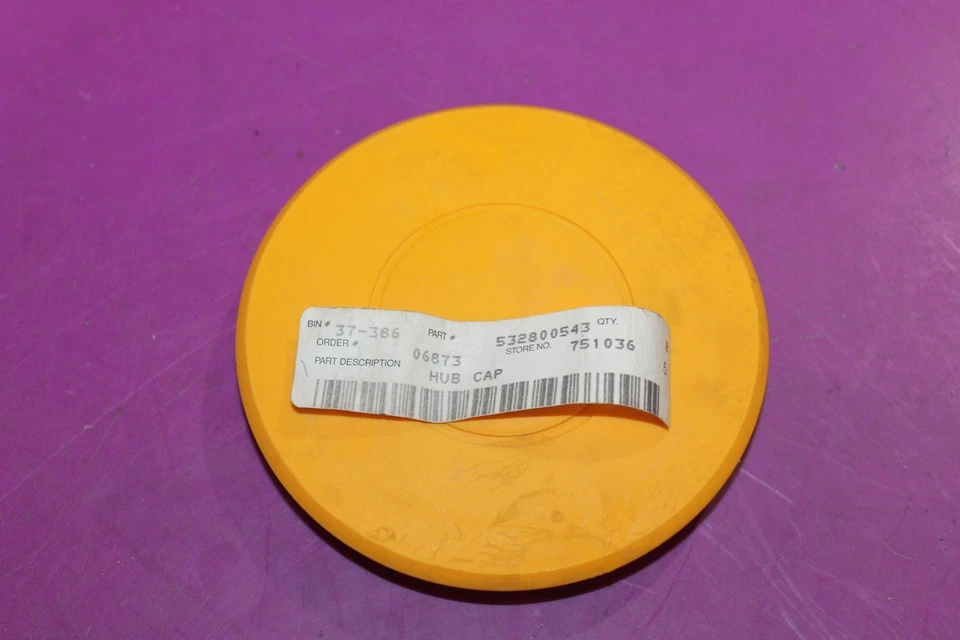 BIN # 37-386 PART # 532800543 QTY.
ORDER # 06873 STORE NO. 751036
PART DESCRIPTION HUB CAP